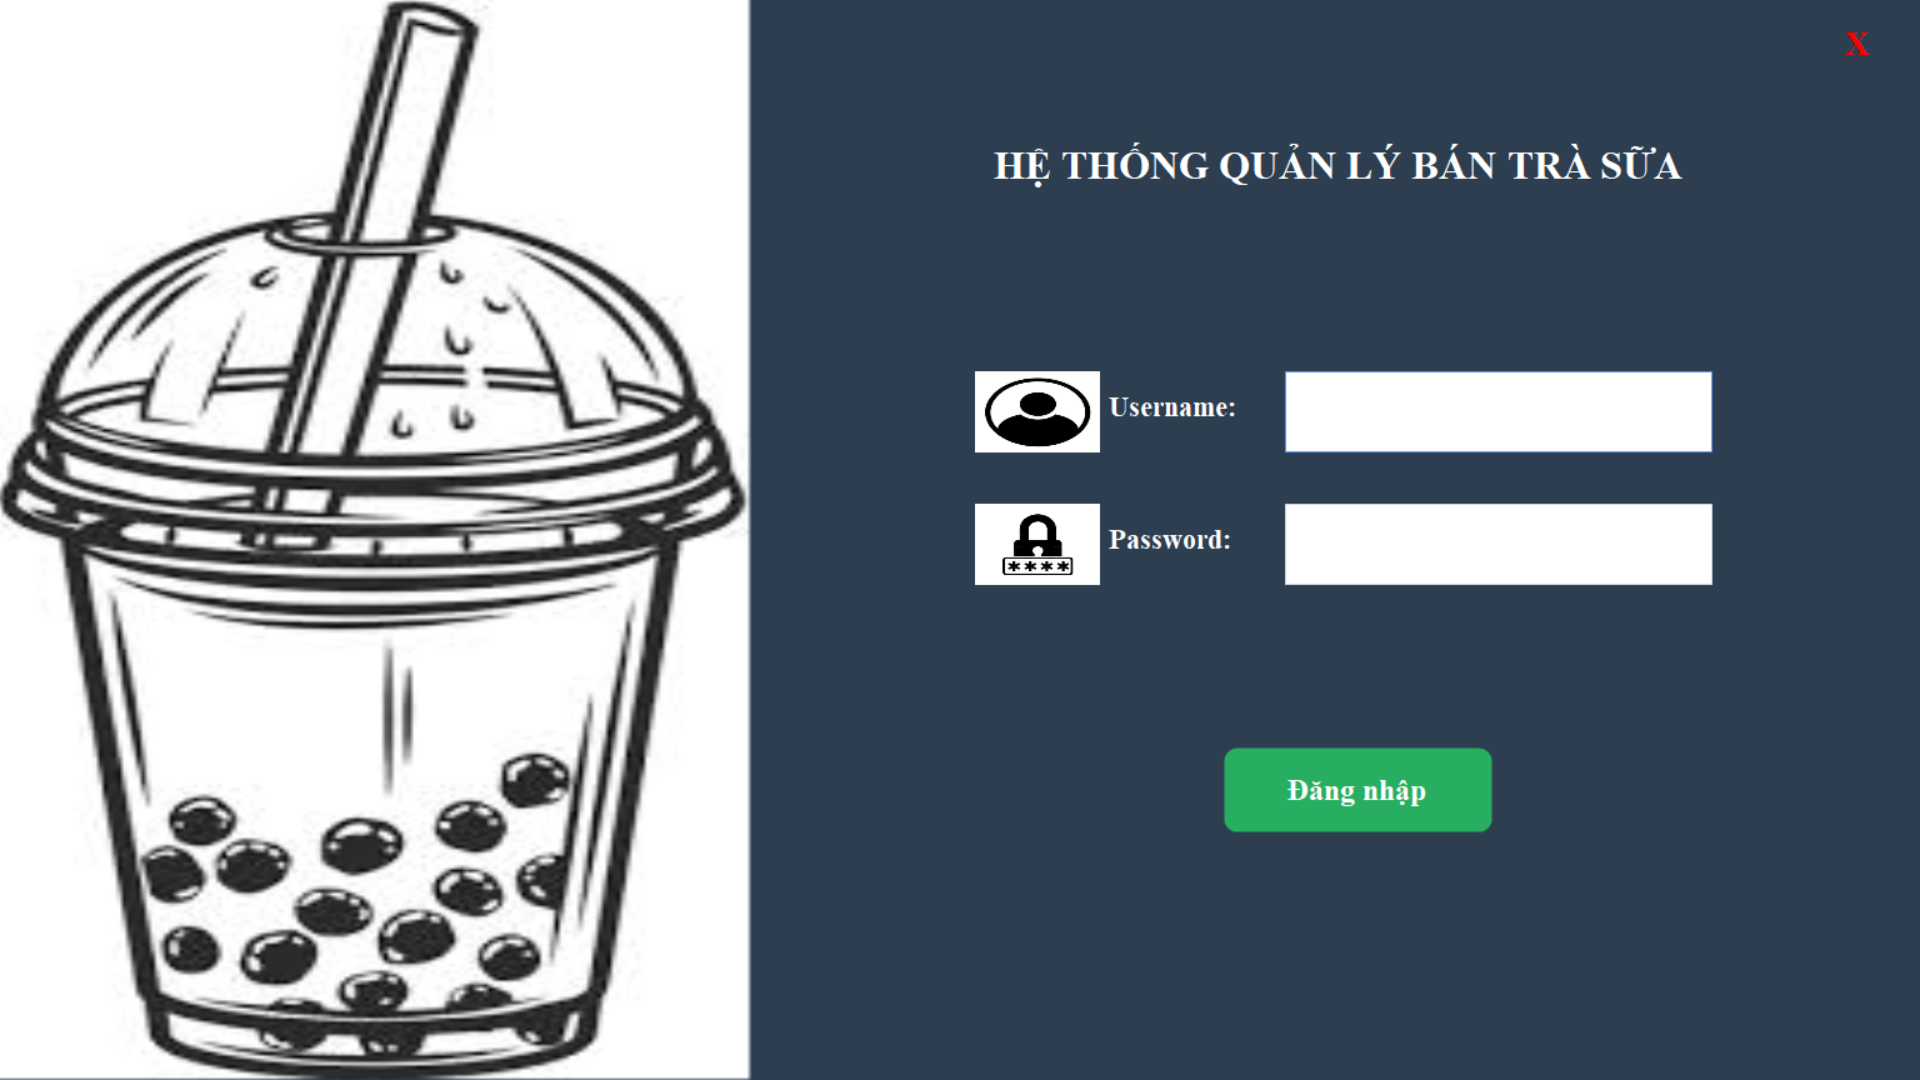 X
HỆ THỐNG QUẢN LÝ BÁN TRÀ SỮA
Username:
****
Password:
Đăng nhập